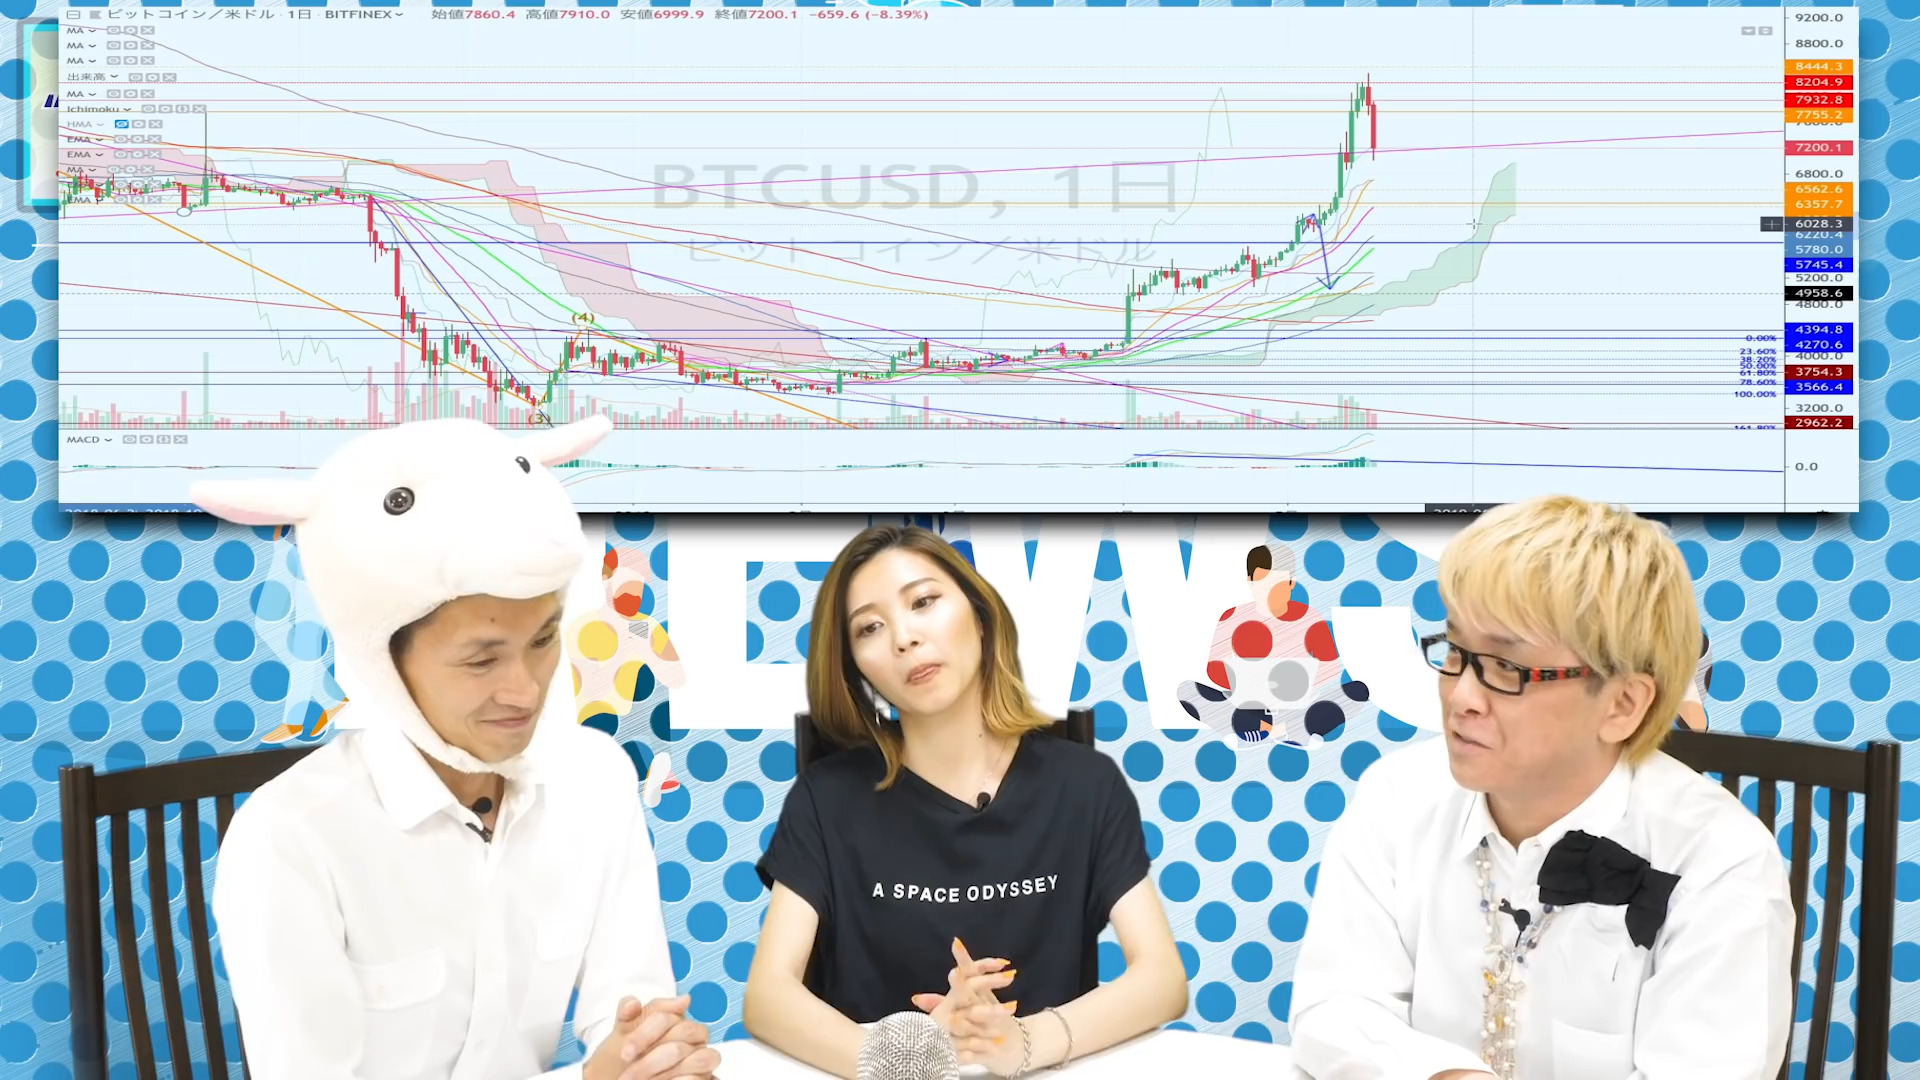 ビットコイン／米ドル · 1日 · BITFINEX 始値7860.4 高値7910.0 安値6999.9 終値7200.1 −659.6 (−8.39%)
MA
MA
MA
出来高
MA
Ichimoku
HMA
EMA
EMA
MA
EMA
BTCUSD, 1日
ビットコイン／米ドル
(4)
(3)
9200.0
8800.0
8444.3
8204.9
7932.8
7755.2
7200.1
6800.0
6562.6
6357.7
6028.3
6220.4
5780.0
5745.4
5200.0
4958.6
4800.0
4394.8
4270.6
4000.0
3754.3
3566.4
3200.0
2962.2
0.00%
23.60%
38.20%
50.00%
61.80%
78.60%
100.00%
161.80%
MACD
0.0
A SPACE ODYSSEY